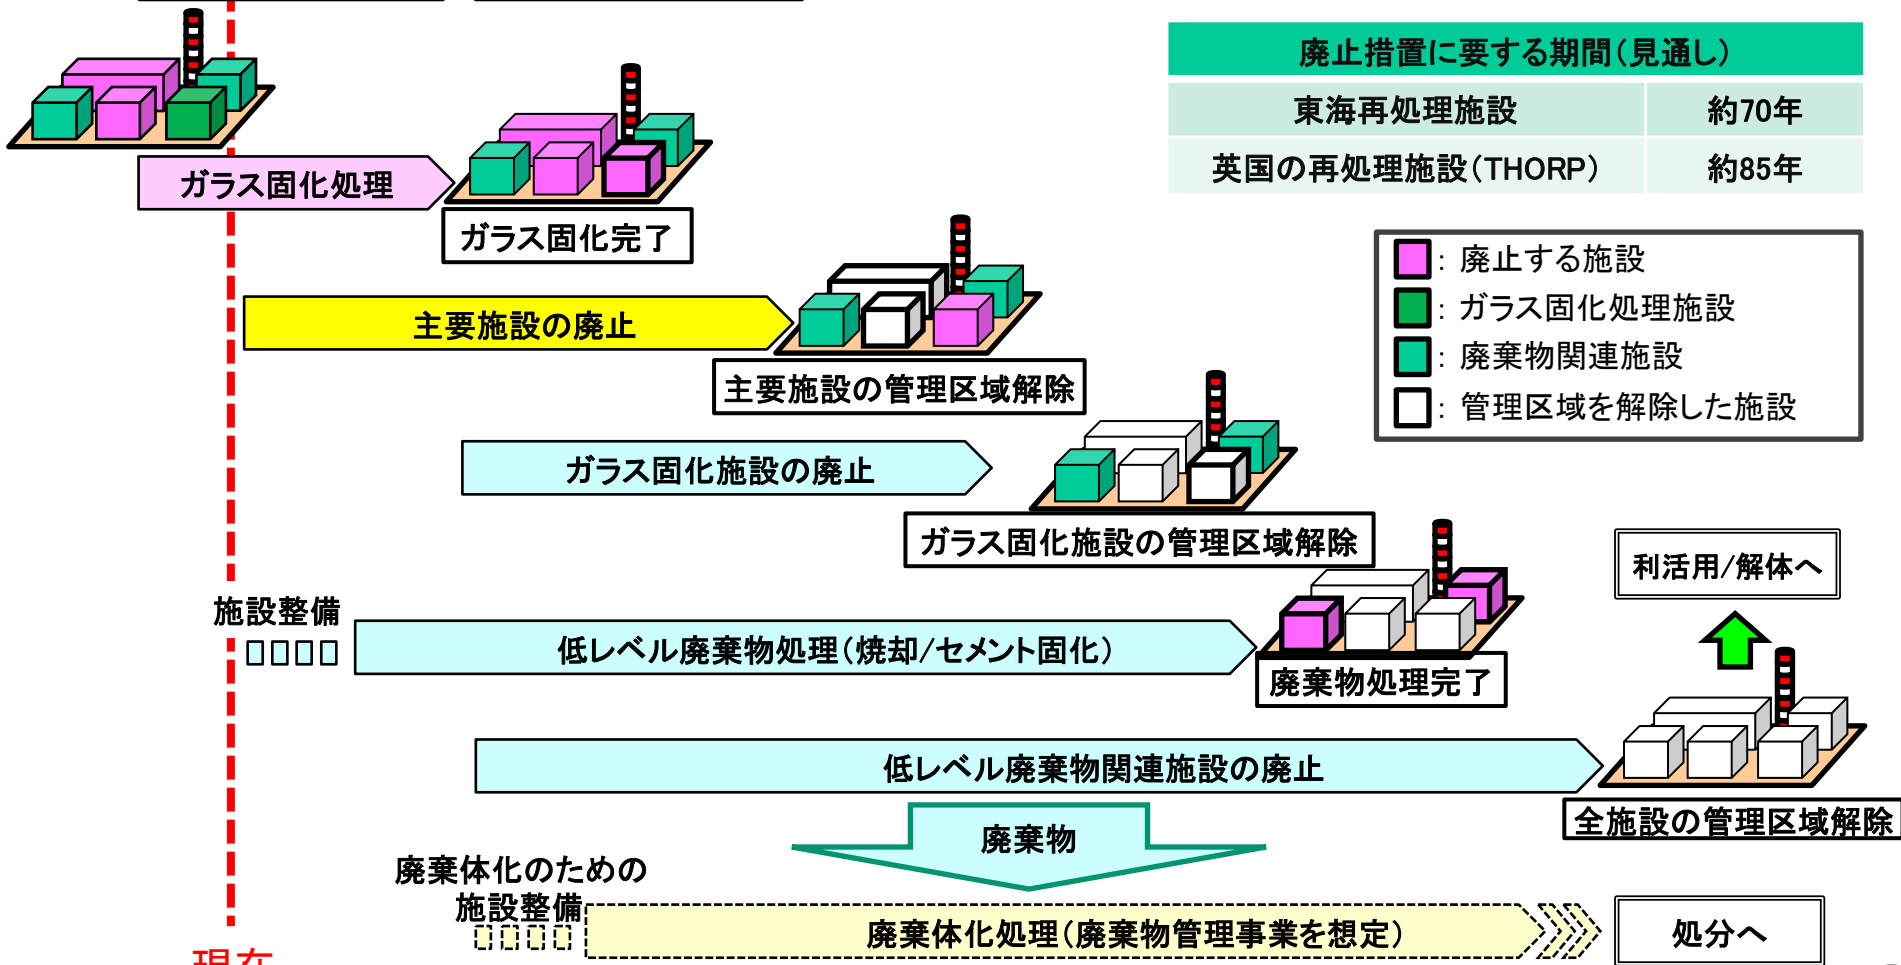 廃止措置に要する期間(見通し)
東海再処理施設 約70年
英国の再処理施設(THORP) 約85年
ガラス固化処理
ガラス固化完了
: 廃止する施設
: ガラス固化処理施設
: 廃棄物関連施設
: 管理区域を解除した施設
主要施設の廃止
主要施設の管理区域解除
ガラス固化施設の廃止
ガラス固化施設の管理区域解除
利活用/解体へ
施設整備
低レベル廃棄物処理(焼却/セメント固化)
廃棄物処理完了
低レベル廃棄物関連施設の廃止
全施設の管理区域解除
廃棄物
廃棄体化のための
施設整備
廃棄体化処理(廃棄物管理事業を想定)
処分へ
現在